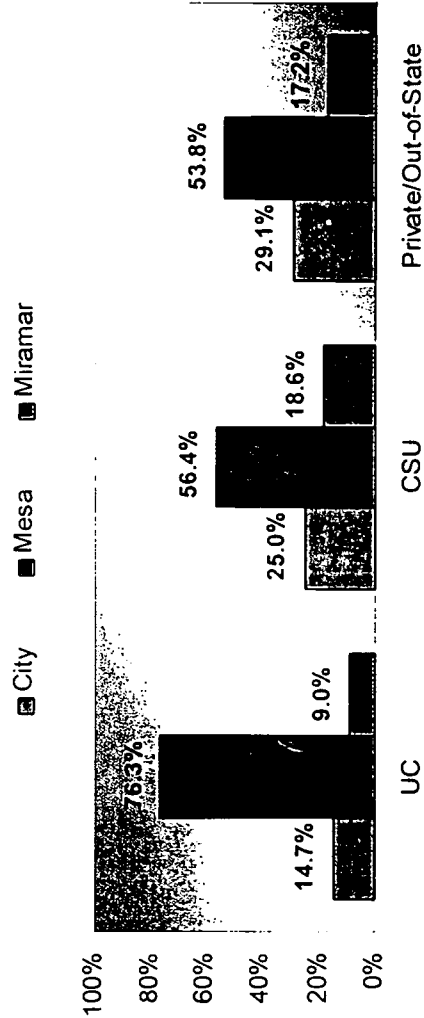 City Mesa Miramar
100%
80%
60%
40%
20%
0%
14.7% 76.3% 9.0%
25.0% 56.4% 18.6%
29.1% 53.8% 17.2%
UC CSU Private/Out-of-State